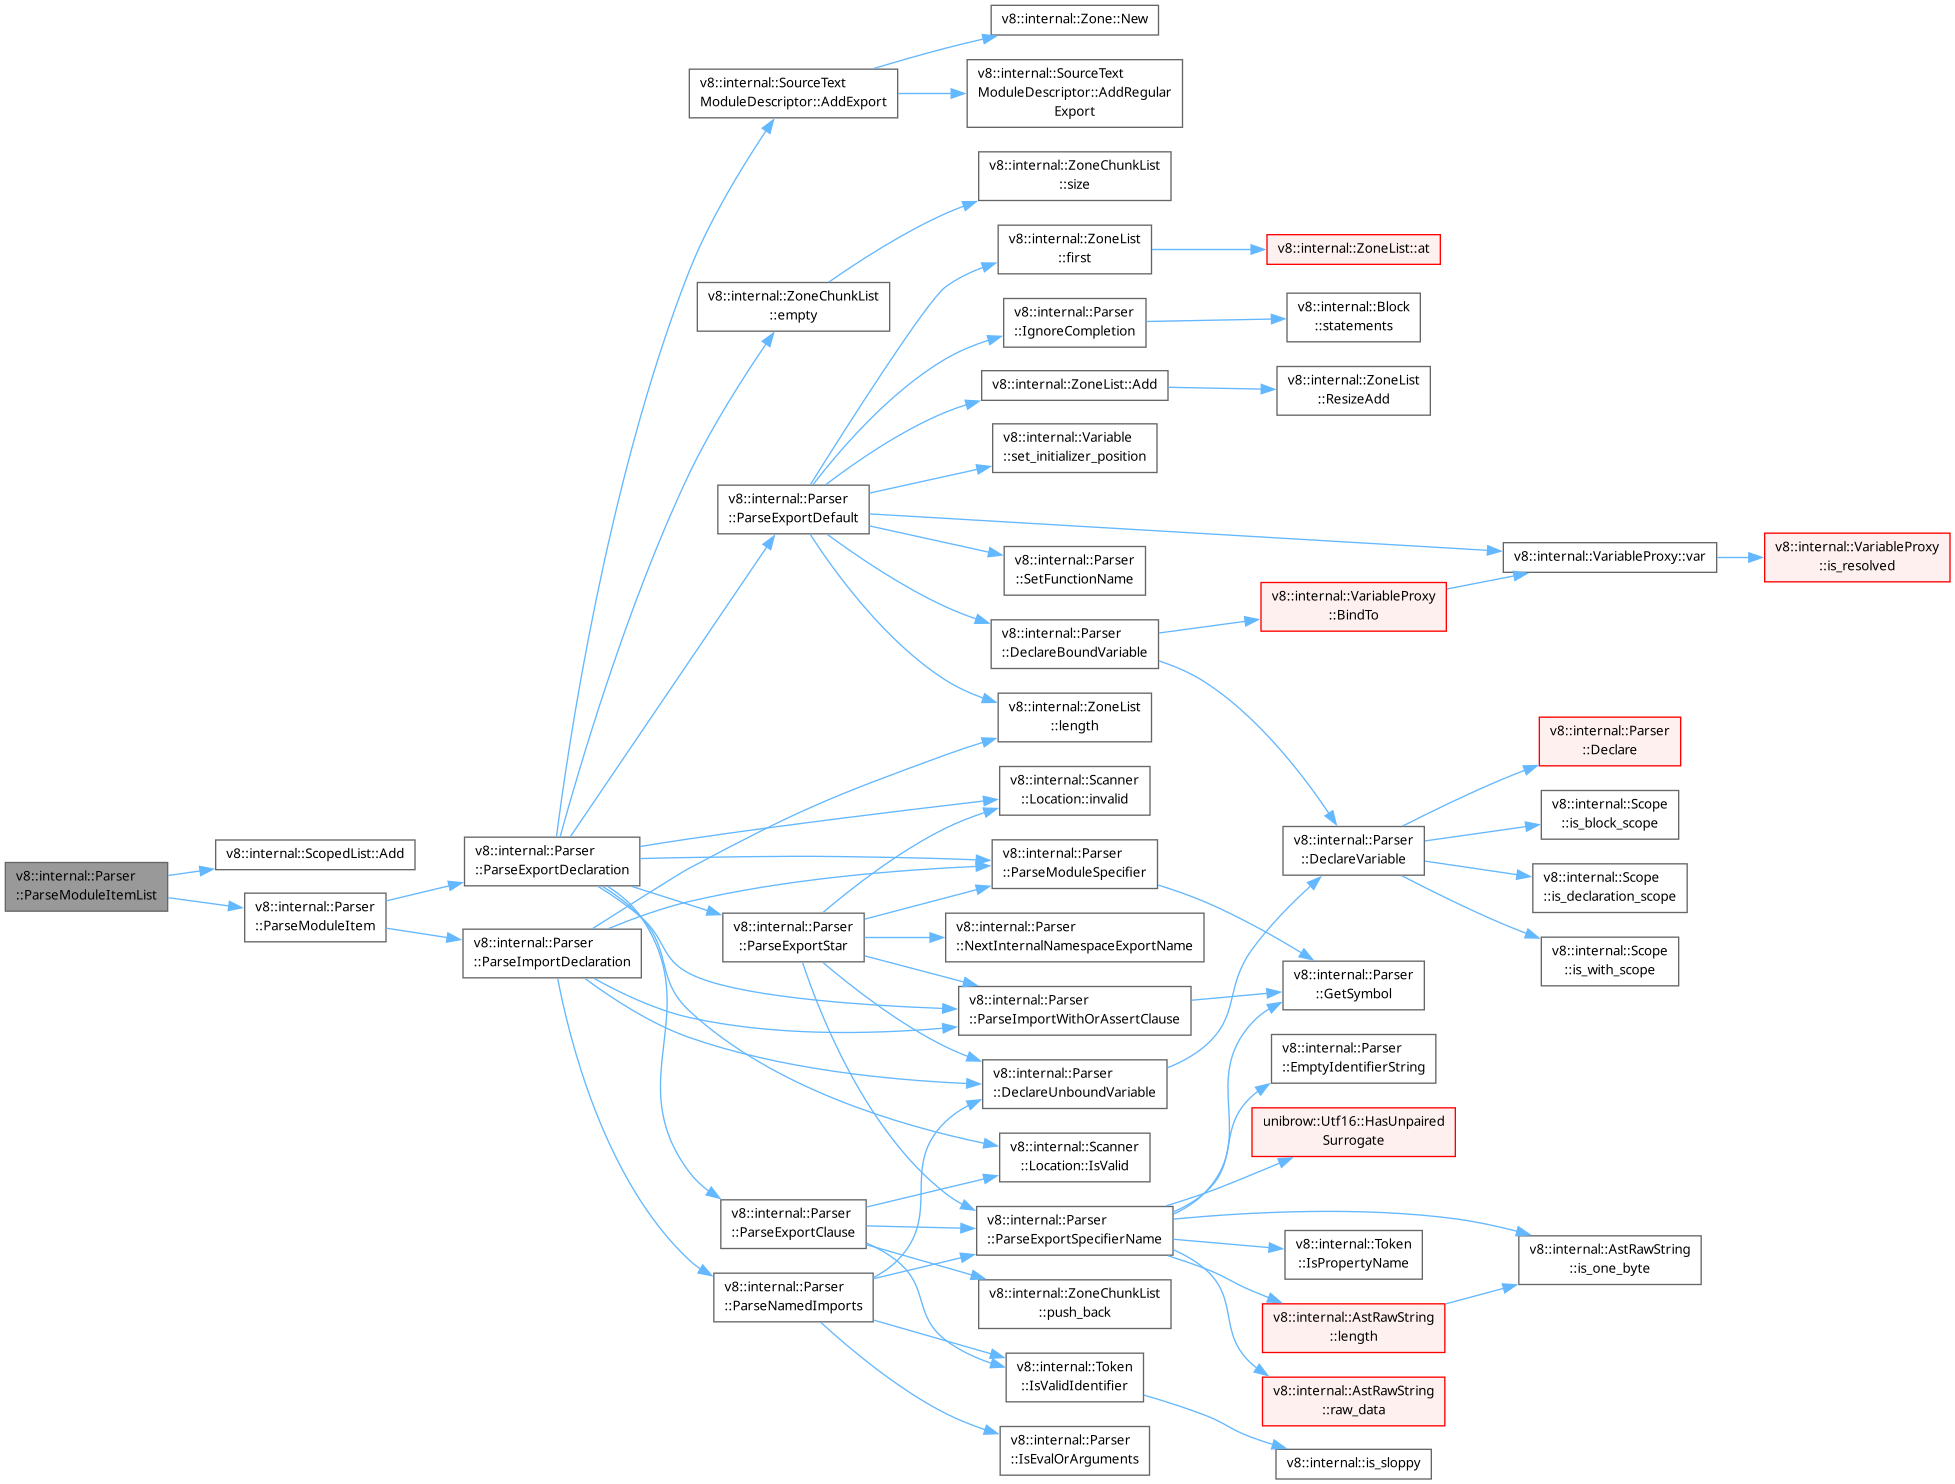 v8::internal::Parser
::ParseModuleItemList
v8::internal::ScopedList::Add
v8::internal::Parser
::ParseModuleItem
v8::internal::Parser
::ParseExportDeclaration
v8::internal::Parser
::ParseImportDeclaration
v8::internal::SourceText
ModuleDescriptor::AddExport
v8::internal::ZoneChunkList
::empty
v8::internal::Parser
::ParseExportDefault
v8::internal::Parser
::ParseExportStar
v8::internal::Parser
::ParseExportClause
v8::internal::Parser
::ParseNamedImports
v8::internal::Zone::New
v8::internal::SourceText
ModuleDescriptor::AddRegular
Export
v8::internal::ZoneChunkList
::size
v8::internal::ZoneList
::first
v8::internal::Parser
::IgnoreCompletion
v8::internal::ZoneList::Add
v8::internal::Variable
::set_initializer_position
v8::internal::Parser
::SetFunctionName
v8::internal::Parser
::DeclareBoundVariable
v8::internal::ZoneList
::length
v8::internal::Scanner
::Location::invalid
v8::internal::Parser
::ParseModuleSpecifier
v8::internal::Parser
::NextInternalNamespaceExportName
v8::internal::Parser
::ParseImportWithOrAssertClause
v8::internal::Parser
::DeclareUnboundVariable
v8::internal::Scanner
::Location::IsValid
v8::internal::Parser
::ParseExportSpecifierName
v8::internal::ZoneChunkList
::push_back
v8::internal::Token
::IsValidIdentifier
v8::internal::Parser
::IsEvalOrArguments
v8::internal::ZoneList::at
v8::internal::Block
::statements
v8::internal::ZoneList
::ResizeAdd
v8::internal::VariableProxy
::BindTo
v8::internal::Parser
::DeclareVariable
v8::internal::Parser
::GetSymbol
v8::internal::Parser
::EmptyIdentifierString
unibrow::Utf16::HasUnpaired
Surrogate
v8::internal::Token
::IsPropertyName
v8::internal::AstRawString
::length
v8::internal::AstRawString
::raw_data
v8::internal::is_sloppy
v8::internal::VariableProxy::var
v8::internal::Parser
::Declare
v8::internal::Scope
::is_block_scope
v8::internal::Scope
::is_declaration_scope
v8::internal::Scope
::is_with_scope
v8::internal::AstRawString
::is_one_byte
v8::internal::VariableProxy
::is_resolved